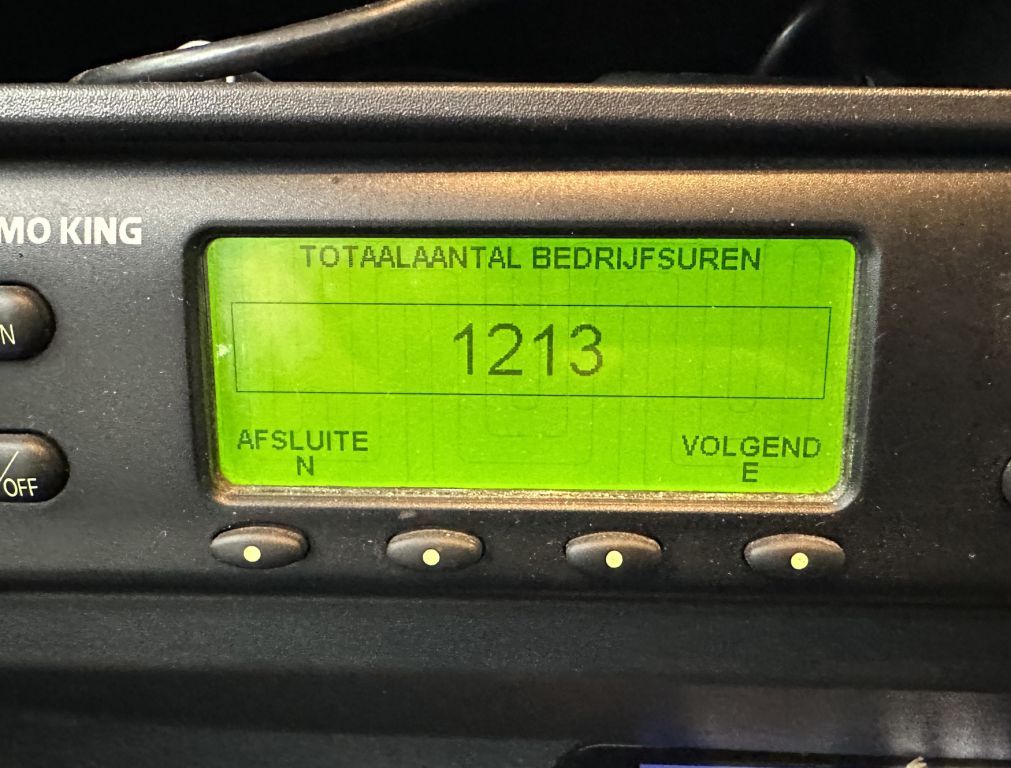 MO KING
TOTAALAANTAL BEDRIJFSUREN
N
1213
AFSLUITE
N
VOLGEND
E
/OFF